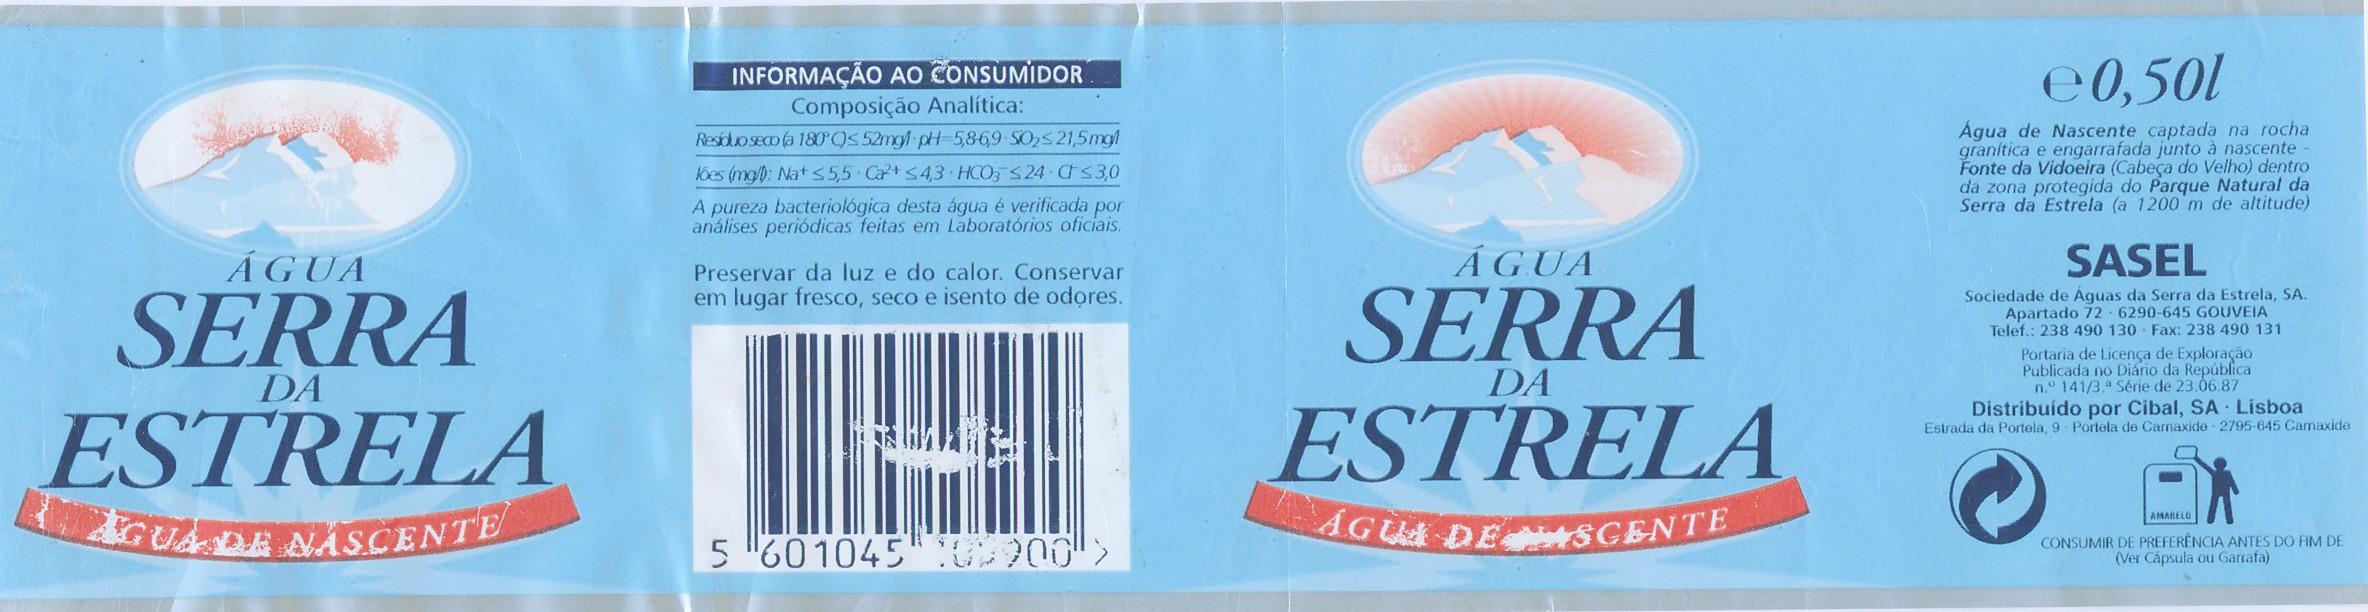 ÁGUA
SERRA
DA
ESTRELA
ÁGUA DE NASCENTE
INFORMAÇÃO AO CONSUMIDOR
Composição Analítica:
Resíduo seco (a 180° C) ≤ 52mg/l · pH=5,8-6,9 · SiO₂ ≤ 21,5 mg/l
Iões (mg/l): Na⁺ ≤ 5,5 · Ca²⁺ ≤ 4,3 · HCO₃⁻ ≤ 24 · Cl⁻ ≤ 3,0
A pureza bacteriológica desta água é verificada por
análises periódicas feitas em Laboratórios oficiais.
Preservar da luz e do calor. Conservar
em lugar fresco, seco e isento de odores.
5 601045
ÁGUA
SERRA
DA
ESTRELA
ÁGUA DE NASCENTE
℮ 0,50l
Água de Nascente captada na rocha
granítica e engarrafada junto à nascente -
Fonte da Vidoeira (Cabeça do Velho) dentro
da zona protegida do Parque Natural da
Serra da Estrela (a 1200 m de altitude)
SASEL
Sociedade de Águas da Serra da Estrela, SA.
Apartado 72 · 6290-645 GOUVEIA
Telef.: 238 490 130 · Fax: 238 490 131
Portaria de Licença de Exploração
Publicada no Diário da República
n.º 141/3.ª Série de 23.06.87
Distribuído por Cibal, SA · Lisboa
Estrada da Portela, 9 · Portela de Carnaxide · 2795-645 Carnaxide
AMARELO
CONSUMIR DE PREFERÊNCIA ANTES DO FIM DE
(Ver Cápsula ou Garrafa)